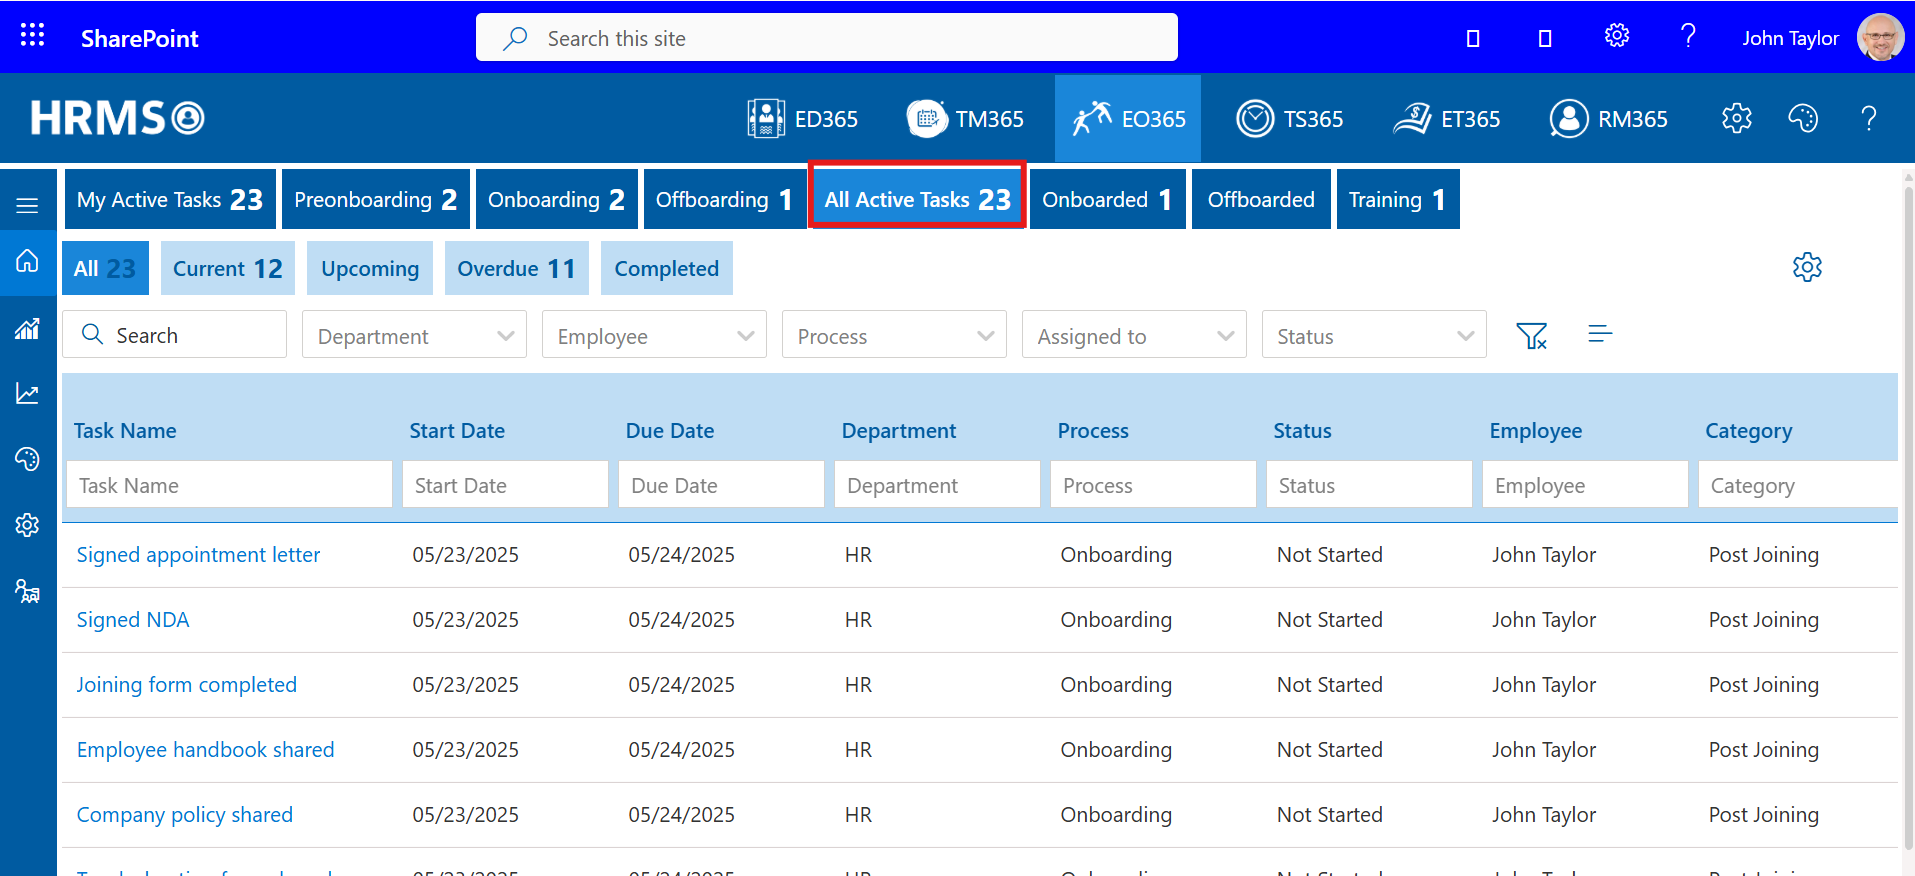 SharePoint Search this site John Taylor
HRMS ED365 TM365 EO365 TS365 ET365 RM365
My Active Tasks 23 Preonboarding 2 Onboarding 2 Offboarding 1 All Active Tasks 23 Onboarded 1 Offboarded Training 1
All 23 Current 12 Upcoming Overdue 11 Completed
Search Department Employee Process Assigned to Status
Task Name Start Date Due Date Department Process Status Employee Category
Task Name Start Date Due Date Department Process Status Employee Category
Signed appointment letter 05/23/2025 05/24/2025 HR Onboarding Not Started John Taylor Post Joining
Signed NDA 05/23/2025 05/24/2025 HR Onboarding Not Started John Taylor Post Joining
Joining form completed 05/23/2025 05/24/2025 HR Onboarding Not Started John Taylor Post Joining
Employee handbook shared 05/23/2025 05/24/2025 HR Onboarding Not Started John Taylor Post Joining
Company policy shared 05/23/2025 05/24/2025 HR Onboarding Not Started John Taylor Post Joining